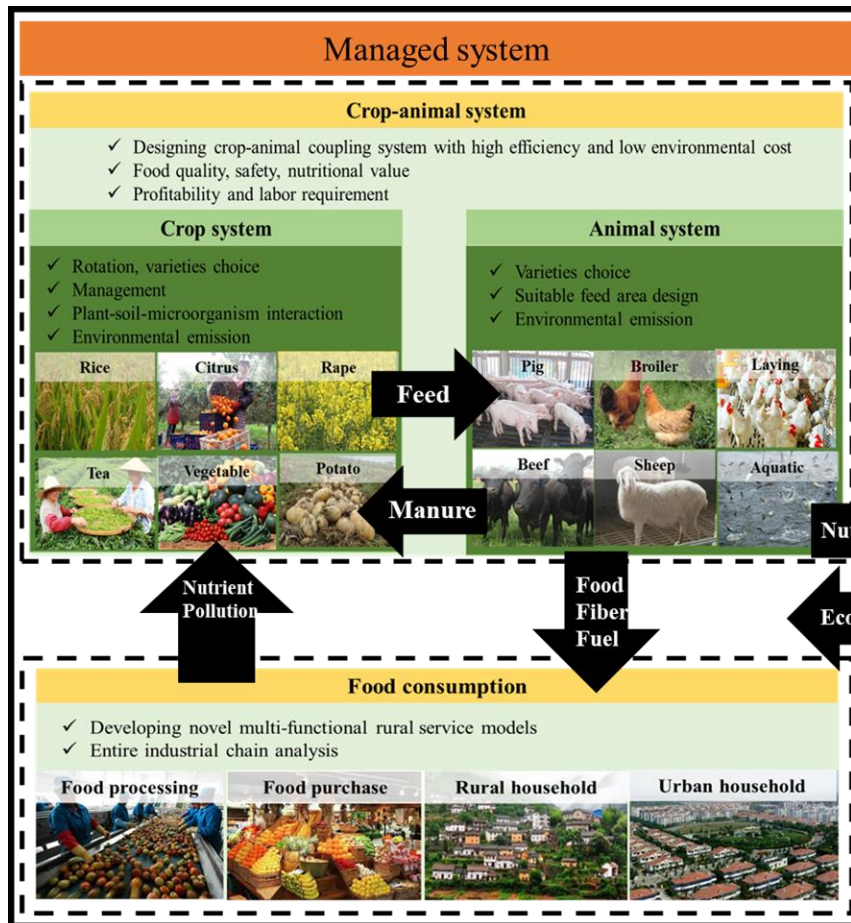 Managed system
Crop-animal system
✓ Designing crop-animal coupling system with high efficiency and low environmental cost
✓ Food quality, safety, nutritional value
✓ Profitability and labor requirement
Crop system
✓ Rotation, varieties choice
✓ Management
✓ Plant-soil-microorganism interaction
✓ Environmental emission
Rice
Citrus
Rape
Tea
Vegetable
Potato
Feed
Manure
Animal system
✓ Varieties choice
✓ Suitable feed area design
✓ Environmental emission
Pig
Broiler
Laying
Beef
Sheep
Aquatic
Nut
Eco
Nutrient
Pollution
Food
Fiber
Fuel
Food consumption
✓ Developing novel multi-functional rural service models
✓ Entire industrial chain analysis
Food processing
Food purchase
Rural household
Urban household